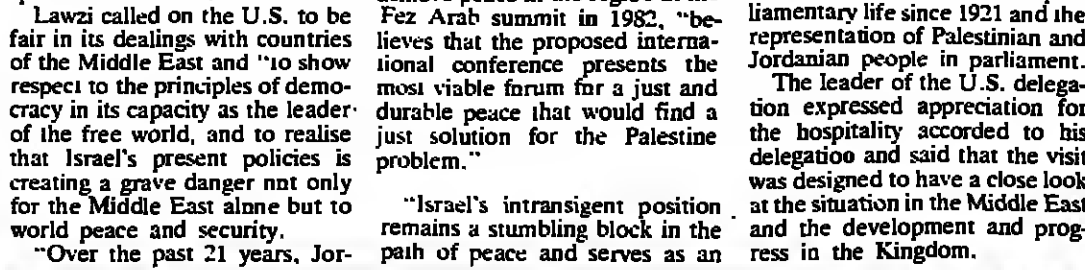 Lawzi called on the U.S. to be
fair in its dealings with countries
of the Middle East and "to show
respect to the principles of demo-
cracy in its capacity as the leader
of the free world, and to realise
that Israel's present policies is
creating a grave danger not only
for the Middle East alone but to
world peace and security.
"Over the past 21 years, Jor-
Fez Arab summit in 1982, "be-
lieves that the proposed interna-
tional conference presents the
most viable forum for a just and
durable peace that would find a
just solution for the Palestine
problem."
"Israel's intransigent position
remains a stumbling block in the
path of peace and serves as an
liamentary life since 1921 and the
representation of Palestinian and
Jordanian people in parliament.
The leader of the U.S. delega-
tion expressed appreciation for
the hospitality accorded to his
delegation and said that the visit
was designed to have a close look
at the situation in the Middle East
and the development and prog-
ress in the Kingdom.